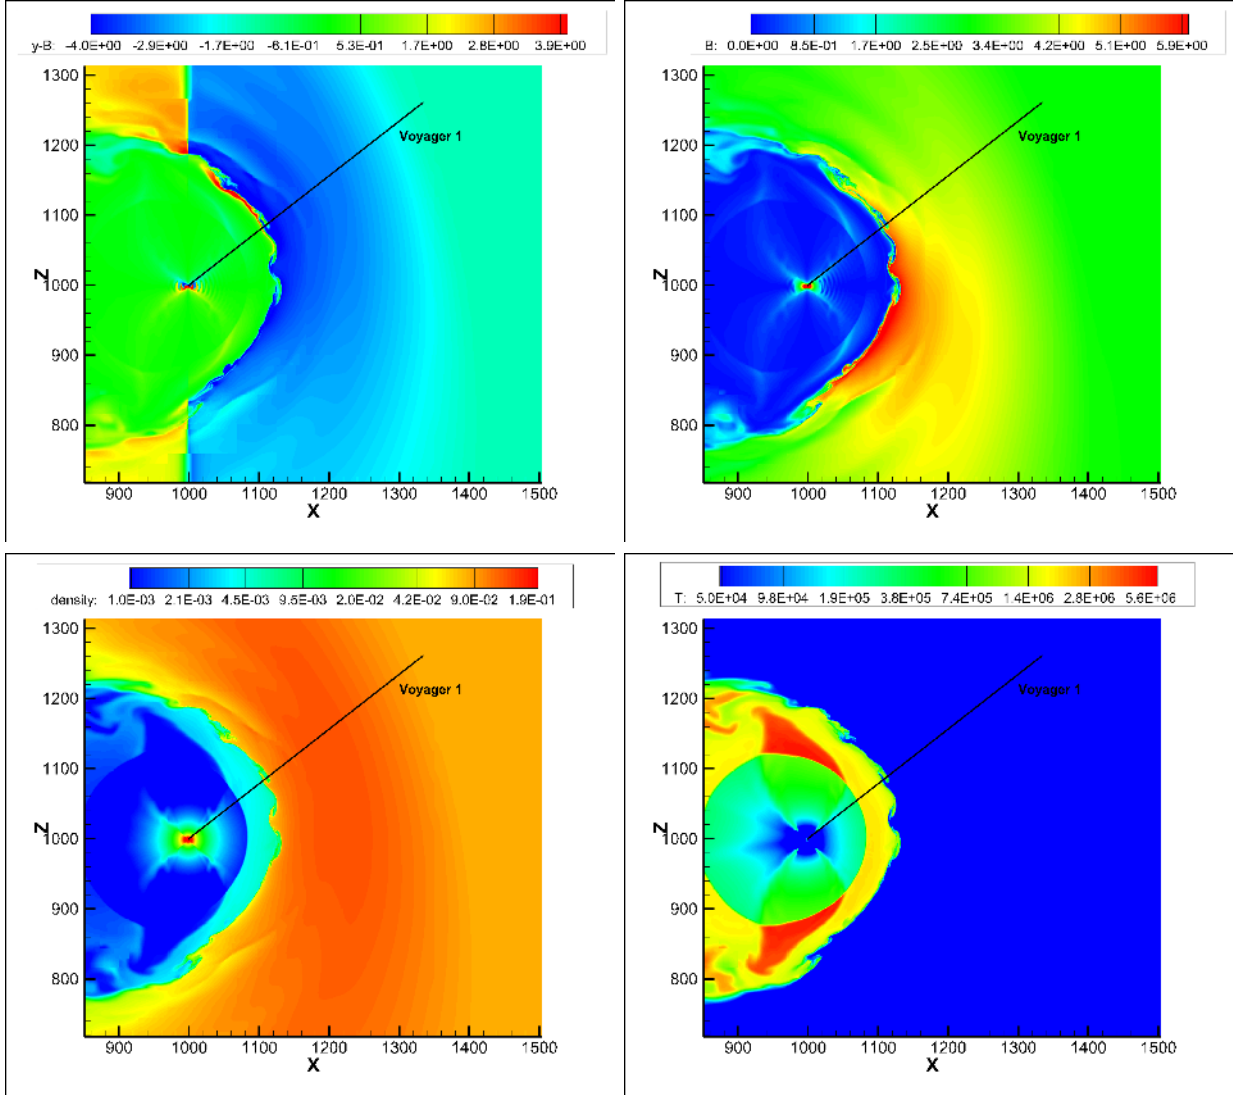 y-B: -4.0E+00 -2.9E+00 -1.7E+00 -6.1E-01 5.3E-01 1.7E+00 2.8E+00 3.9E+00
1300
1200
1100
Z
1000
900
800
900 1000 1100 1200 1300 1400 1500
X
Voyager 1
B: 0.0E+00 8.5E-01 1.7E+00 2.5E+00 3.4E+00 4.2E+00 5.1E+00 5.9E+00
1300
1200
1100
Z
1000
900
800
900 1000 1100 1200 1300 1400 1500
X
Voyager 1
density: 1.0E-03 2.1E-03 4.5E-03 9.5E-03 2.0E-02 4.2E-02 9.0E-02 1.9E-01
1300
1200
1100
Z
1000
900
800
900 1000 1100 1200 1300 1400 1500
X
Voyager 1
T: 5.0E+04 9.8E+04 1.9E+05 3.8E+05 7.4E+05 1.4E+06 2.8E+06 5.6E+06
1300
1200
1100
Z
1000
900
800
900 1000 1100 1200 1300 1400 1500
X
Voyager 1